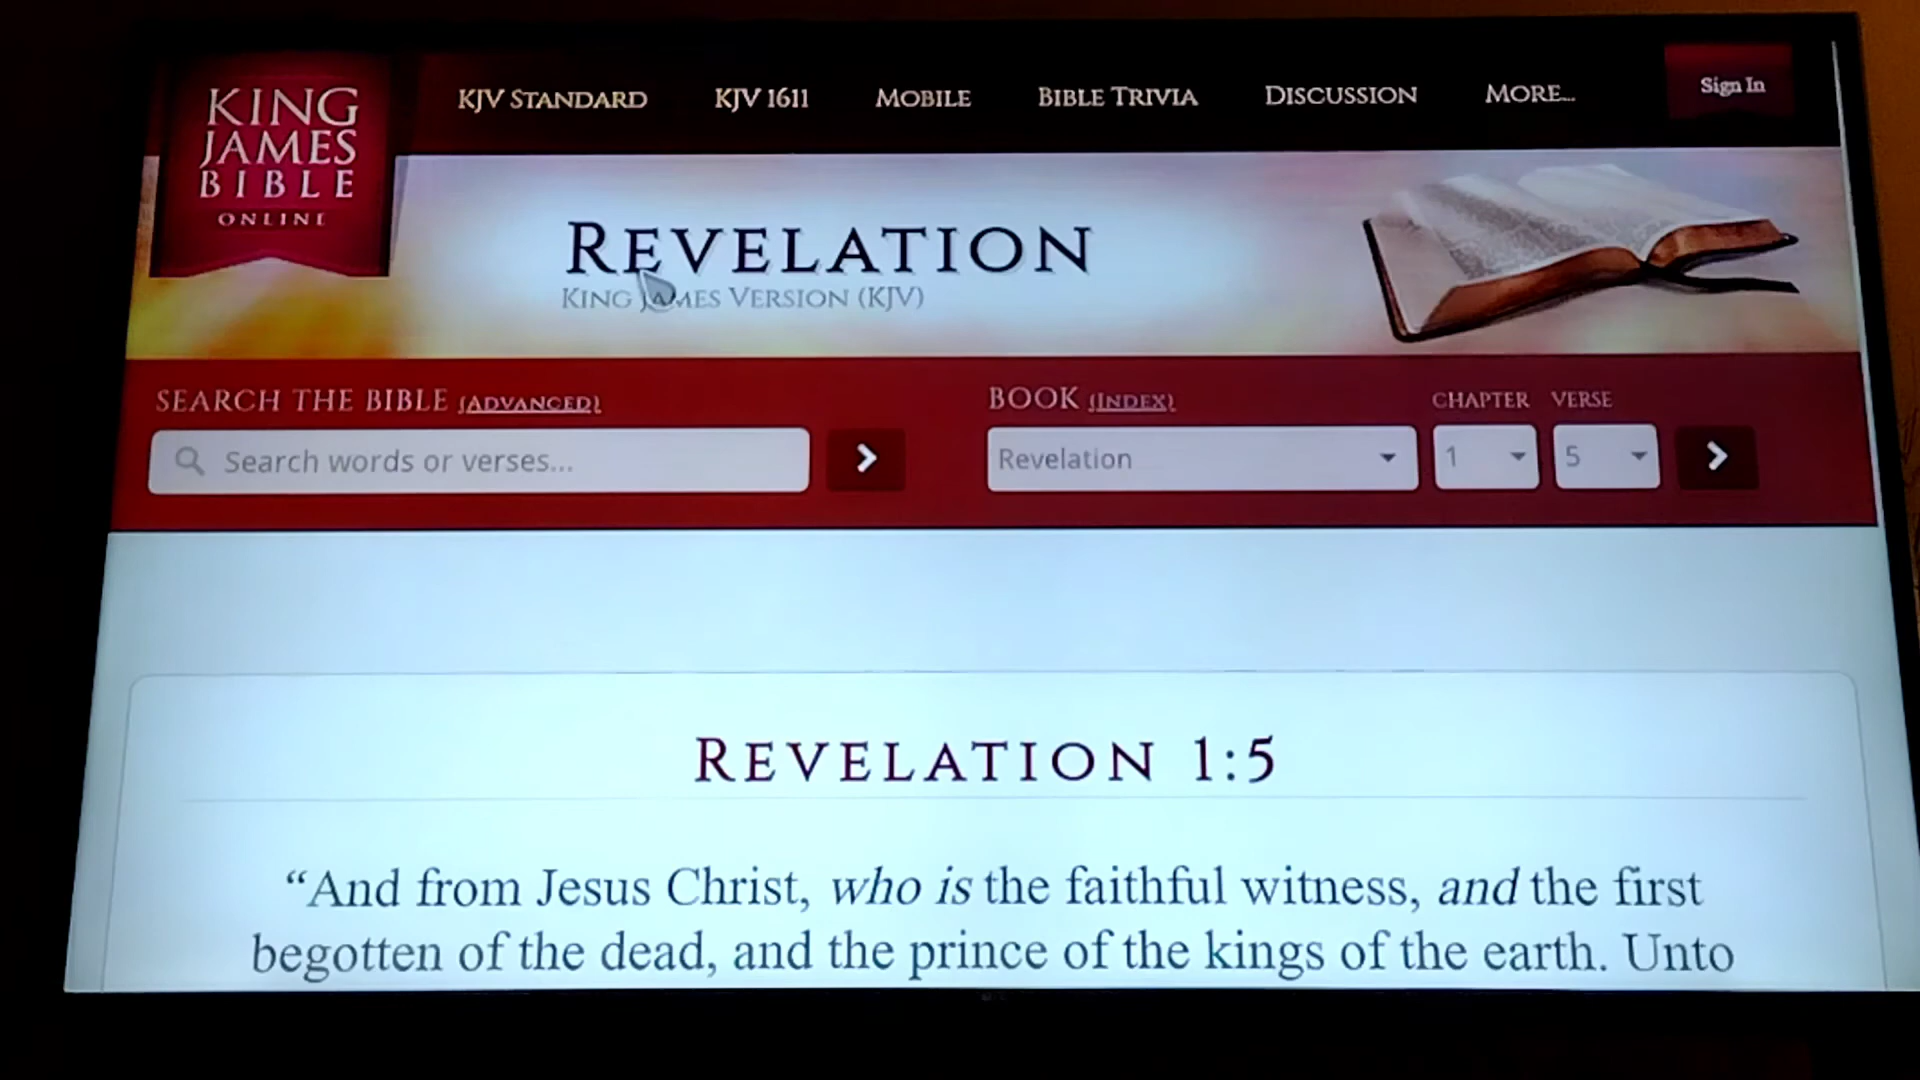 KING
JAMES
BIBLE
ONLINE
KJV STANDARD KJV 1611 MOBILE BIBLE TRIVIA DISCUSSION MORE... Sign In
REVELATION
KING JAMES VERSION (KJV)
SEARCH THE BIBLE (ADVANCED) BOOK (INDEX) CHAPTER VERSE
Search words or verses... Revelation 1 5
REVELATION 1:5
“And from Jesus Christ, who is the faithful witness, and the first
begotten of the dead, and the prince of the kings of the earth. Unto